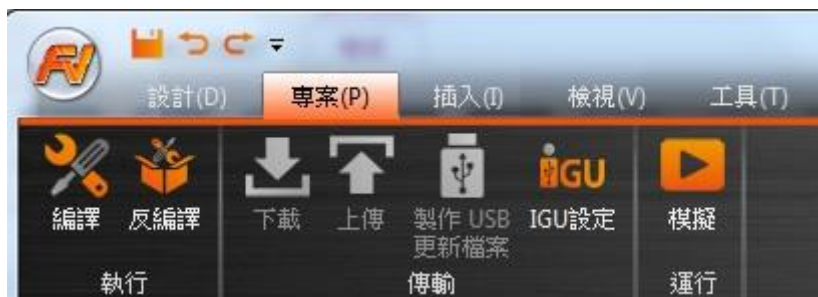 FV
設計(D)
專案(P)
插入(I)
檢視(V)
工具(T)
iGU
編譯
反編譯
下載
上傳
製作 USB
更新檔案
IGU設定
模擬
執行
傳輸
運行